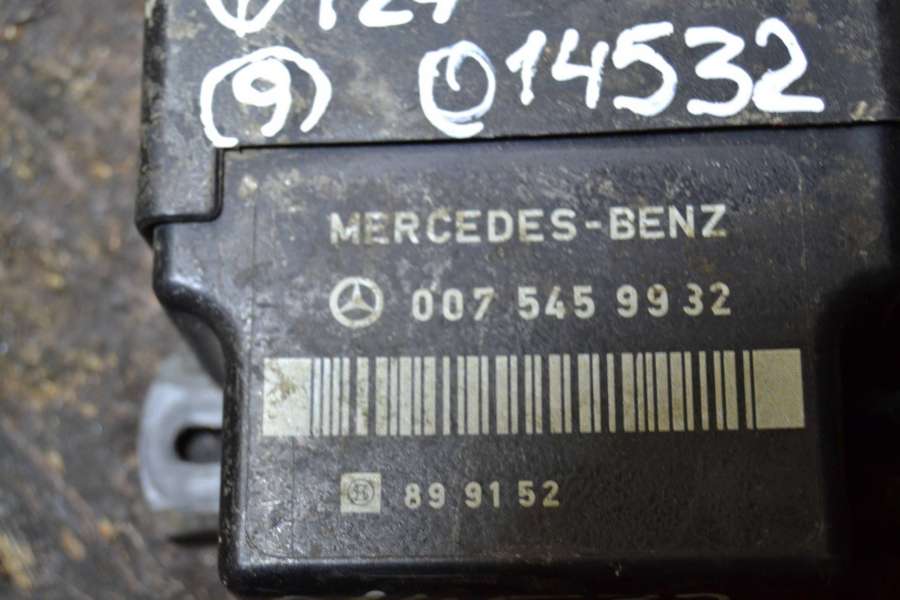 (9) 014532
MERCEDES-BENZ
007 545 99 32
89 91 52